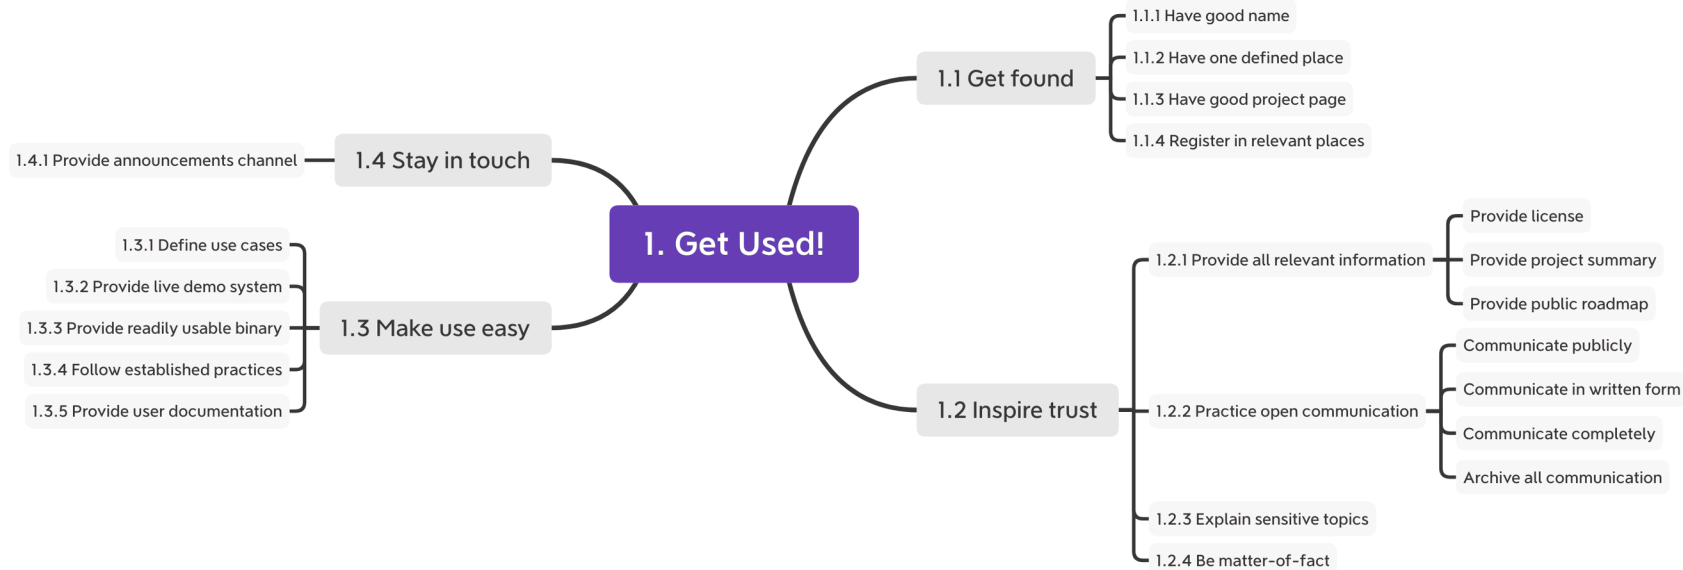 1. Get Used!
1.1 Get found
1.1.1 Have good name
1.1.2 Have one defined place
1.1.3 Have good project page
1.1.4 Register in relevant places
1.2 Inspire trust
1.2.1 Provide all relevant information
Provide license
Provide project summary
Provide public roadmap
1.2.2 Practice open communication
Communicate publicly
Communicate in written form
Communicate completely
Archive all communication
1.2.3 Explain sensitive topics
1.2.4 Be matter-of-fact
1.3 Make use easy
1.3.1 Define use cases
1.3.2 Provide live demo system
1.3.3 Provide readily usable binary
1.3.4 Follow established practices
1.3.5 Provide user documentation
1.4 Stay in touch
1.4.1 Provide announcements channel